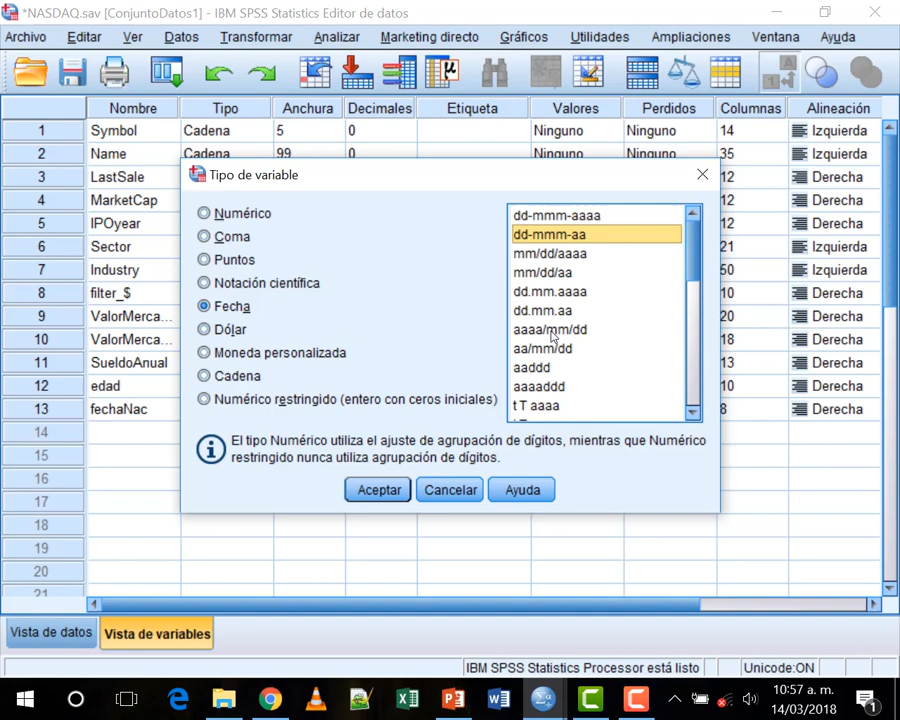 *NASDAQ.sav [ConjuntoDatos1] - IBM SPSS Statistics Editor de datos
Archivo Editar Ver Datos Transformar Analizar Marketing directo Gráficos Utilidades Ampliaciones Ventana Ayuda
Nombre Tipo Anchura Decimales Etiqueta Valores Perdidos Columnas Alineación
1 Symbol Cadena 5 0 Ninguno Ninguno 14 Izquierda
2 Name Cadena 99 0 Ninguno Ninguno 35 Izquierda
3 LastSale 12 Derecha
4 MarketCap 12 Derecha
5 IPOyear 12 Derecha
6 Sector 21 Izquierda
7 Industry 50 Izquierda
8 filter_$ 10 Derecha
9 ValorMerca... 20 Derecha
10 ValorMerca... 18 Derecha
11 SueldoAnual 13 Derecha
12 edad 10 Derecha
13 fechaNac 8 Derecha
14
15
16
17
18
19
20
21
Tipo de variable
Numérico
Coma
Puntos
Notación científica
Fecha
Dólar
Moneda personalizada
Cadena
Numérico restringido (entero con ceros iniciales)
dd-mmm-aaaa
dd-mmm-aa
mm/dd/aaaa
mm/dd/aa
dd.mm.aaaa
dd.mm.aa
aaaa/mm/dd
aa/mm/dd
aaddd
aaaaddd
t T aaaa
El tipo Numérico utiliza el ajuste de agrupación de dígitos, mientras que Numérico
restringido nunca utiliza agrupación de dígitos.
Aceptar Cancelar Ayuda
Vista de datos Vista de variables
IBM SPSS Statistics Processor está listo Unicode:ON
10:57 a. m.
14/03/2018
1